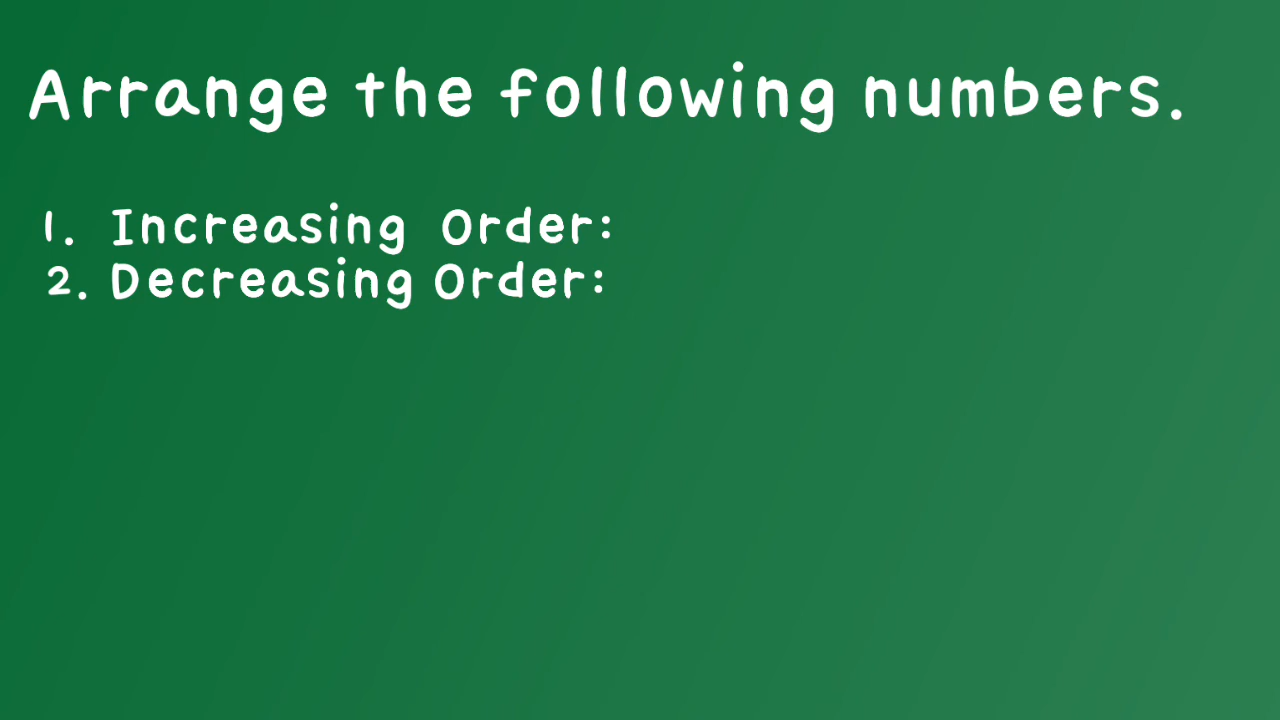 Arrange the following numbers.
1. Increasing Order:
2. Decreasing Order: